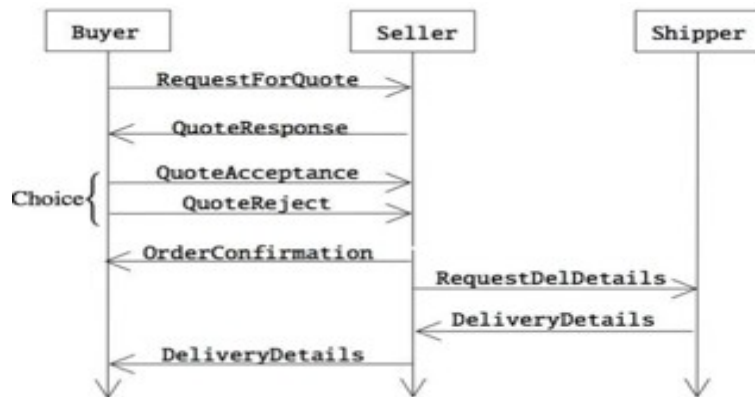 Buyer Seller Shipper
RequestForQuote
QuoteResponse
QuoteAcceptance
Choice
QuoteReject
OrderConfirmation
RequestDelDetails
DeliveryDetails
DeliveryDetails